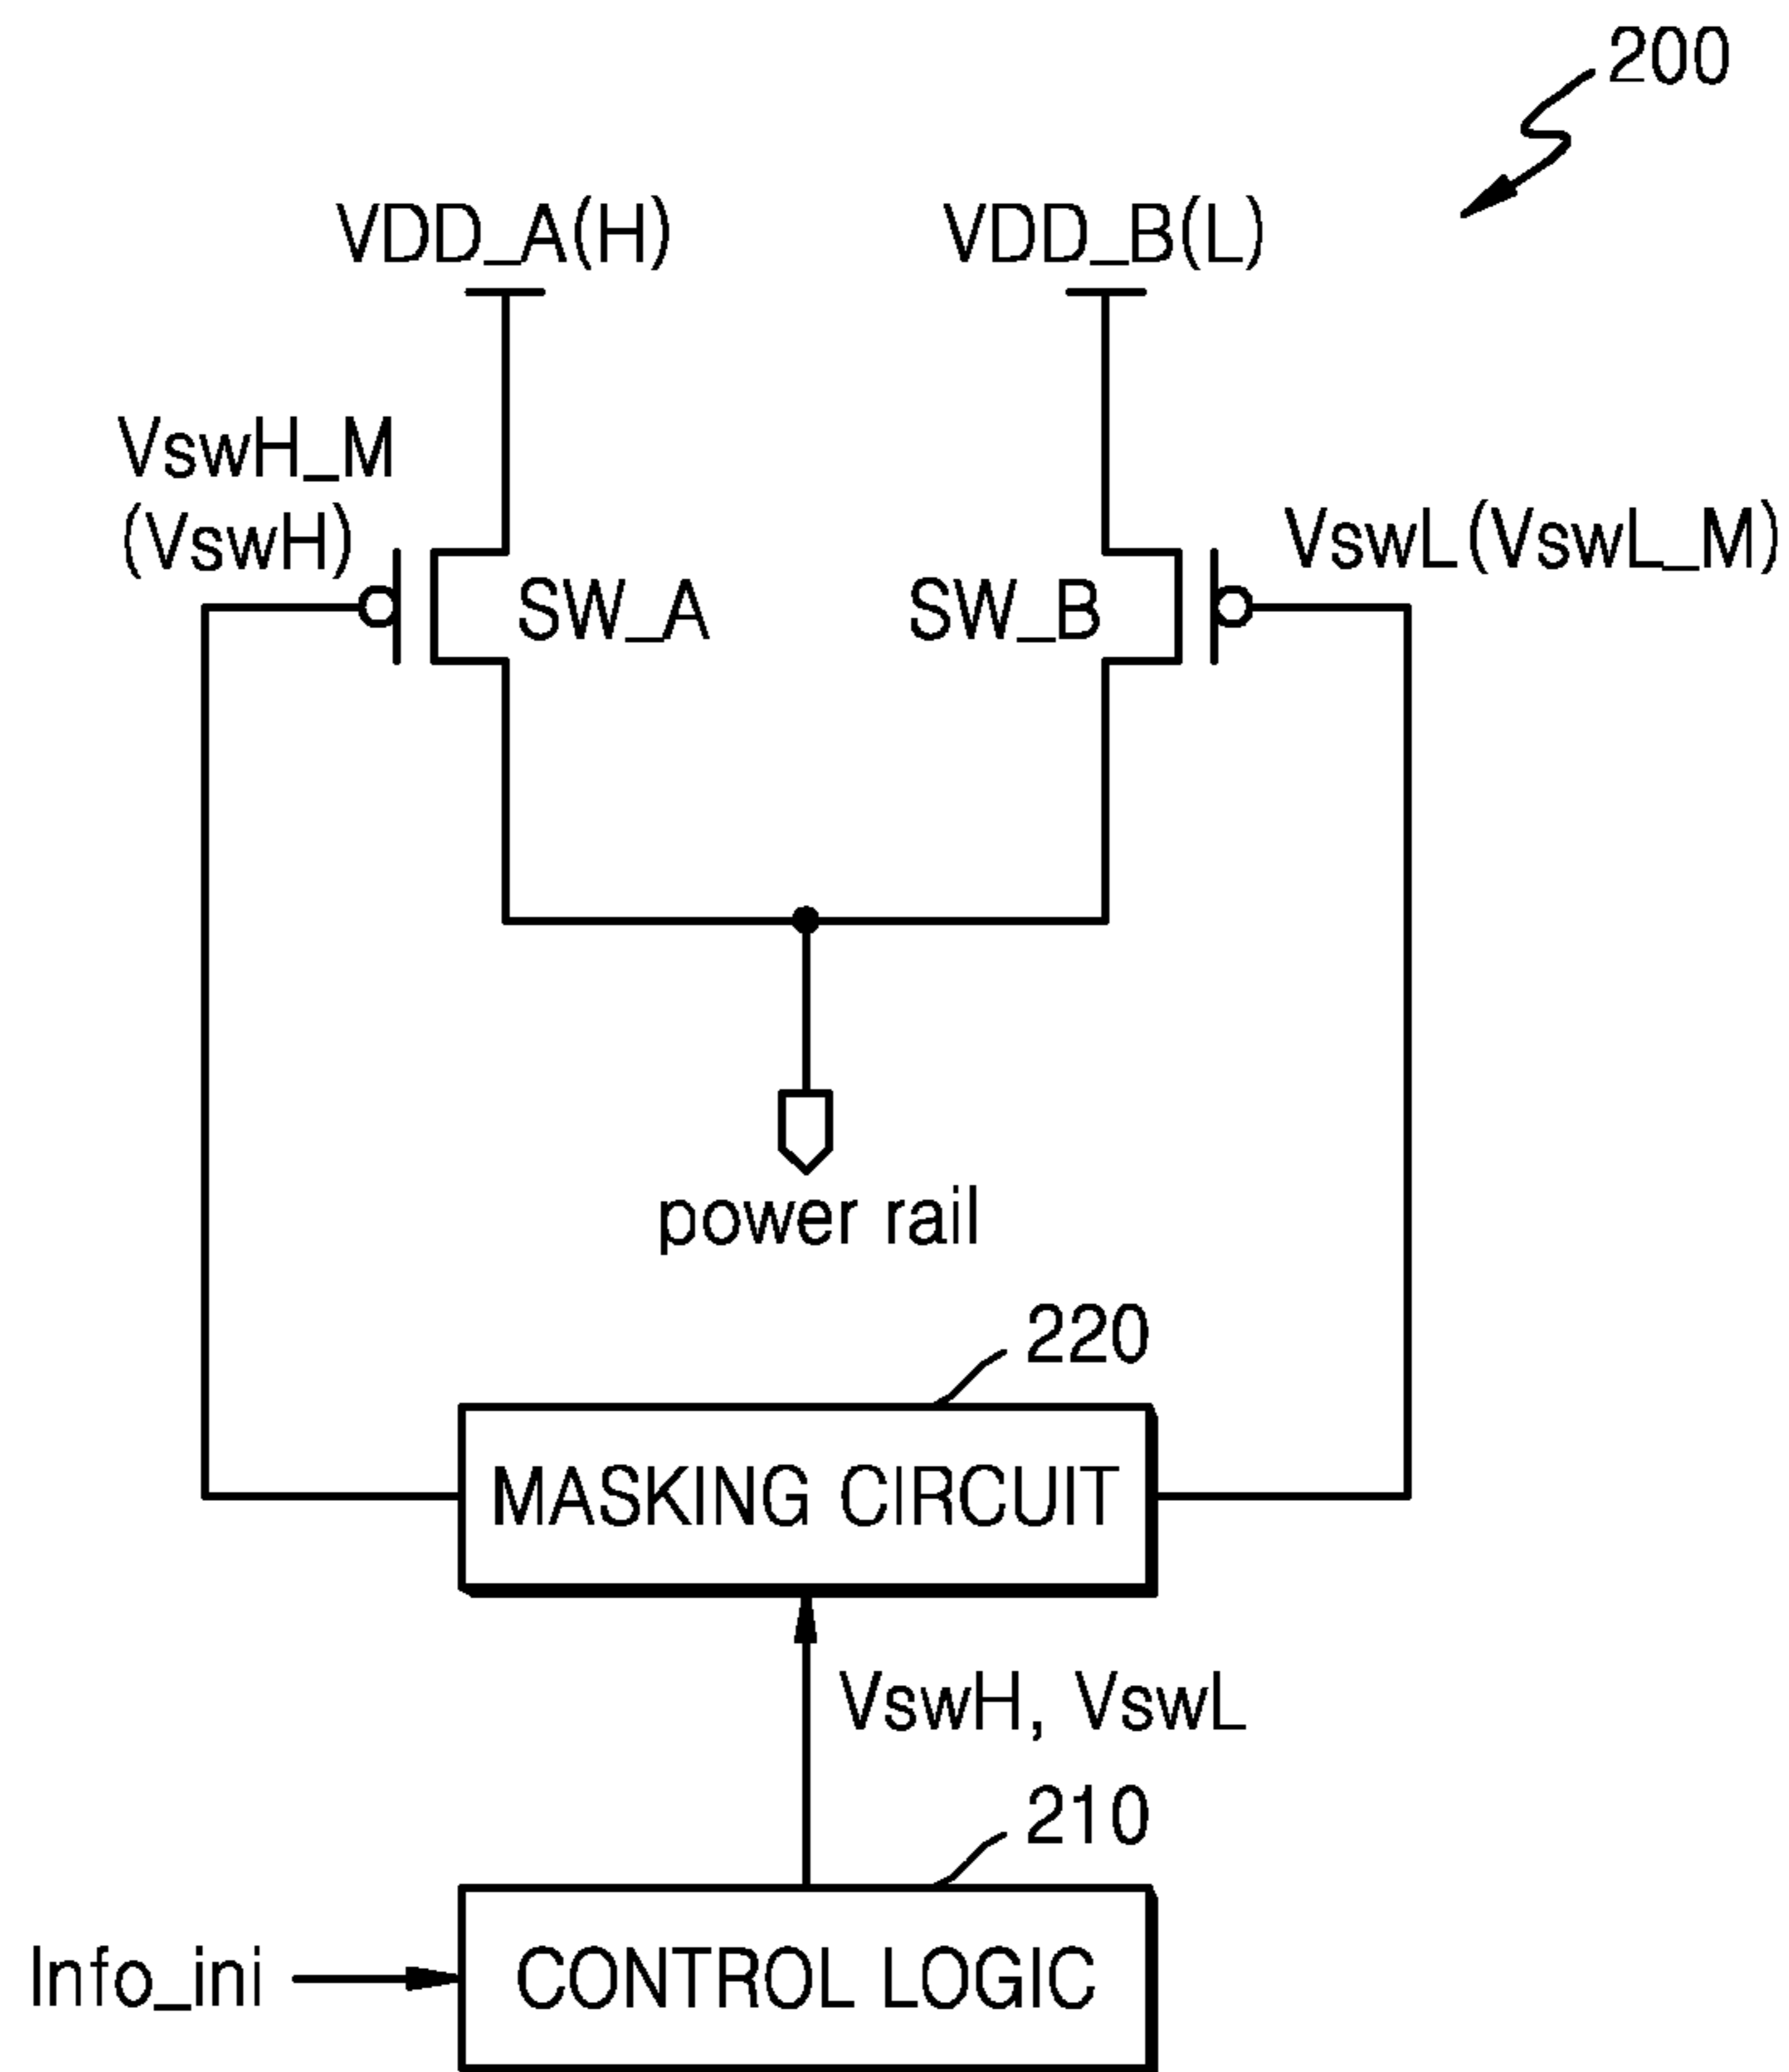 200
VDD_A(H)
VDD_B(L)
VswH_M
(VswH)
VswL(VswL_M)
SW_A
SW_B
power rail
220
MASKING CIRCUIT
VswH, VswL
210
Info_ini
CONTROL LOGIC